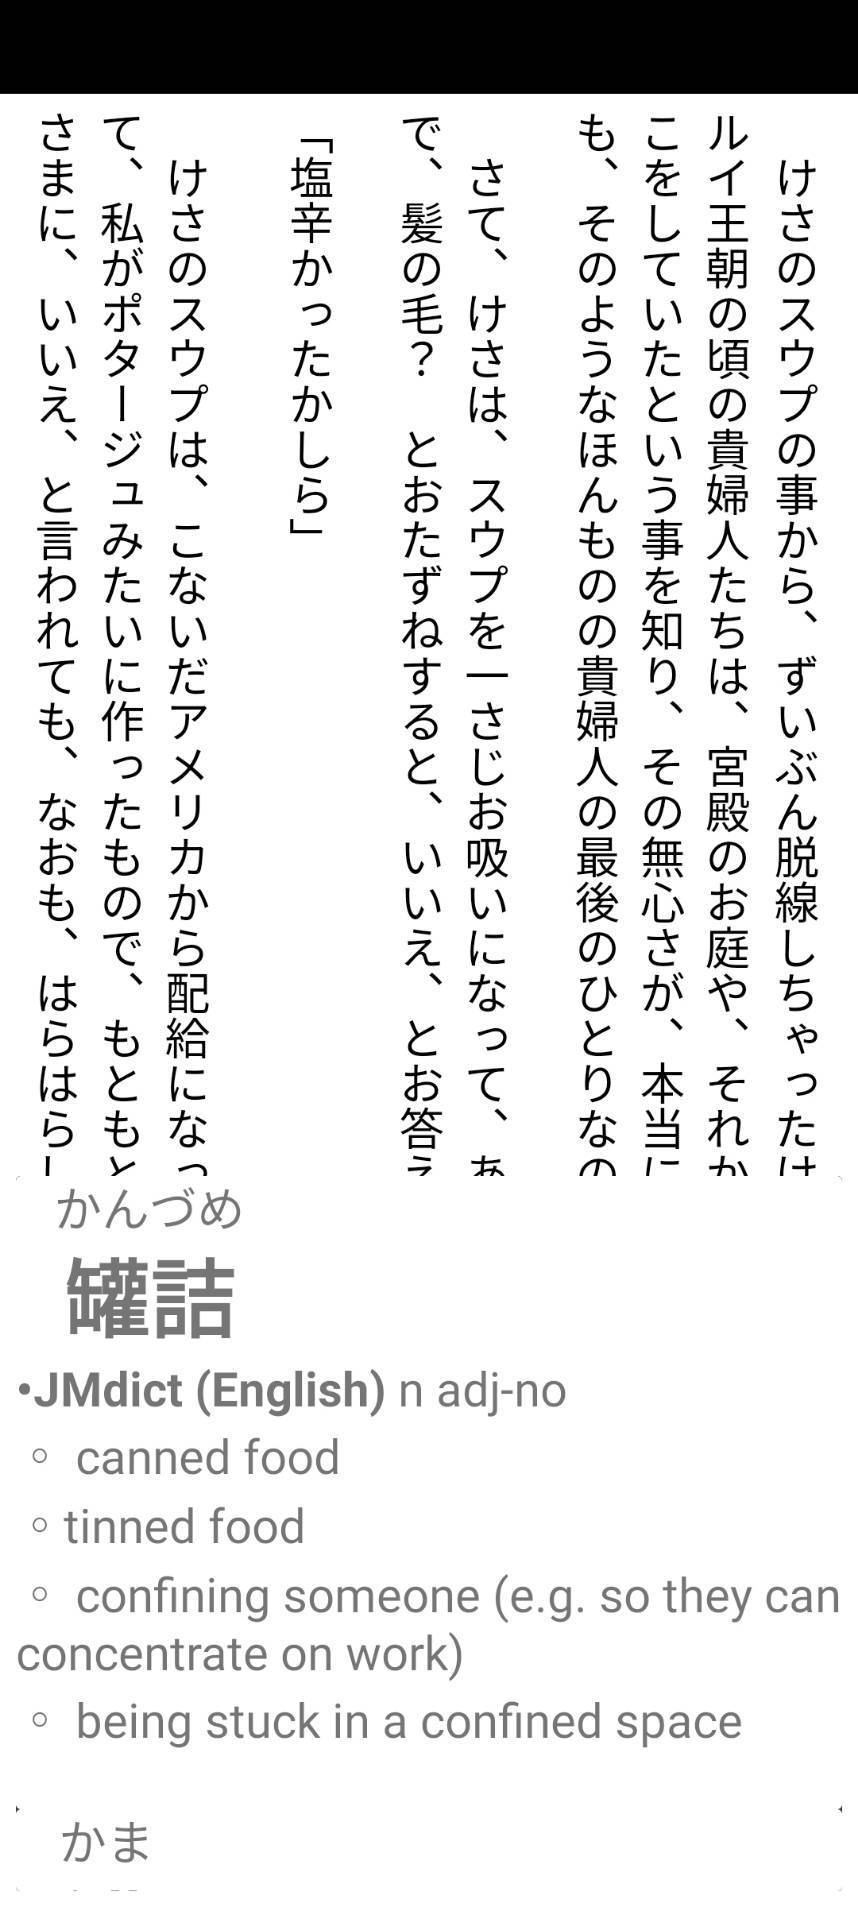 けさのスウプの事から、ずいぶん脱線しちゃったけ
ルイ王朝の頃の貴婦人たちは、宮殿のお庭や、それか
こをしていたという事を知り、その無心さが、本当に
も、そのようなほんものの貴婦人の最後のひとりなの
さて、けさは、スウプを一さじお吸いになって、あ
で、髪の毛？　とおたずねすると、いいえ、とお答え
「塩辛かったかしら」
けさのスウプは、こないだアメリカから配給になっ
て、私がポタージュみたいに作ったもので、もともと
さまに、いいえ、と言われても、なおも、はらはらし
かんづめ
罐詰
•JMdict (English) n adj-no
◦ canned food
◦ tinned food
◦ confining someone (e.g. so they can
concentrate on work)
◦ being stuck in a confined space
かま